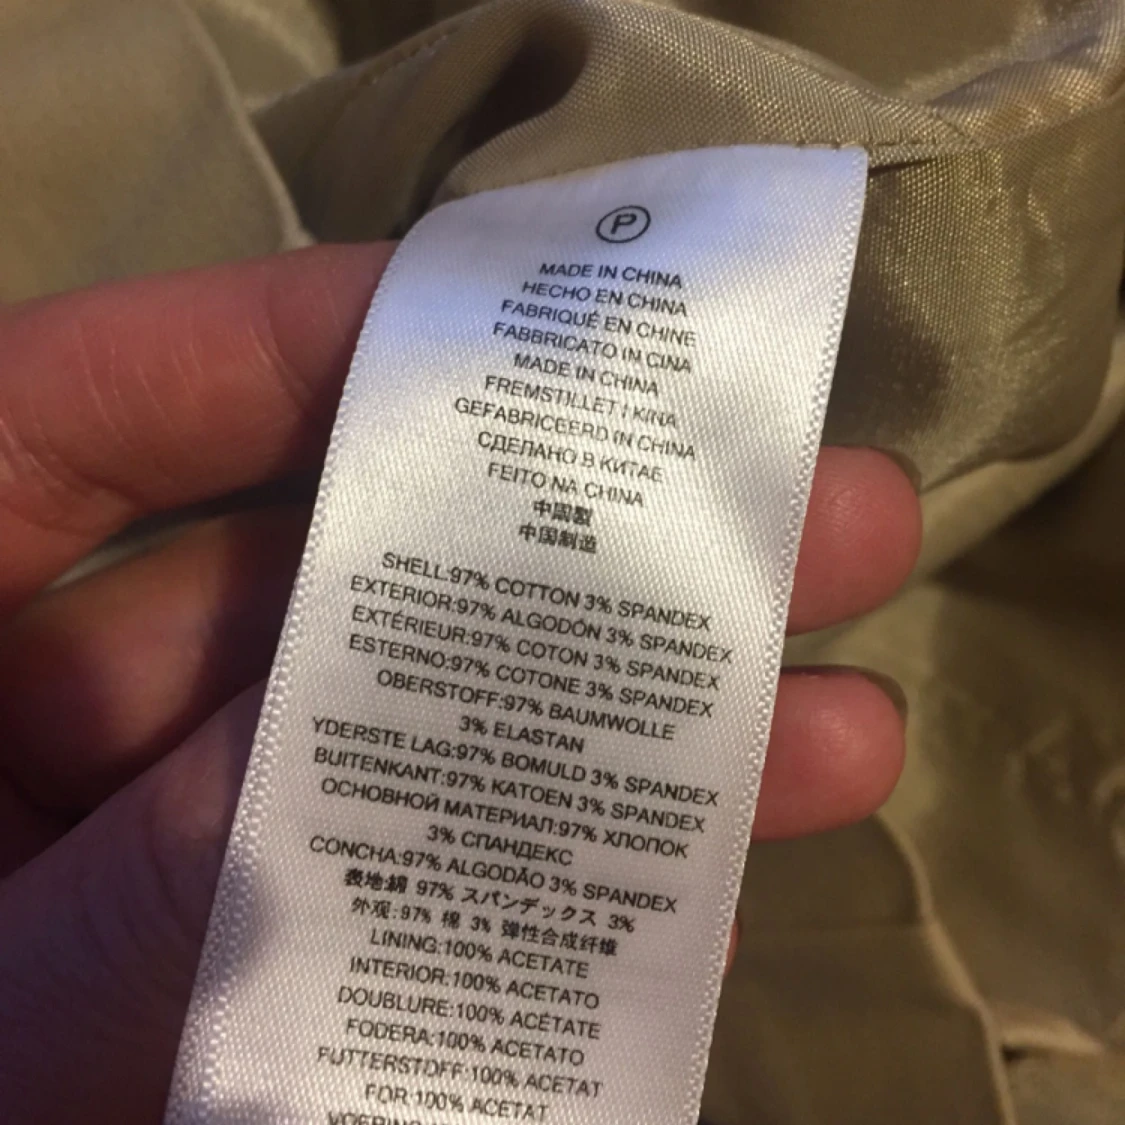 P
MADE IN CHINA
HECHO EN CHINA
FABRIQUÉ EN CHINE
FABBRICATO IN CINA
MADE IN CHINA
FREMSTILLET I KINA
GEFABRICEERD IN CHINA
СДЕЛАНО В КИТАЕ
FEITO NA CHINA
中国製
中国制造
SHELL:97% COTTON 3% SPANDEX
EXTERIOR:97% ALGODÓN 3% SPANDEX
EXTÉRIEUR:97% COTON 3% SPANDEX
ESTERNO:97% COTONE 3% SPANDEX
OBERSTOFF:97% BAUMWOLLE
3% ELASTAN
YDERSTE LAG:97% BOMULD 3% SPANDEX
BUITENKANT:97% KATOEN 3% SPANDEX
ОСНОВНОЙ МАТЕРИАЛ:97% ХЛОПОК
3% СПАНДЕКС
CONCHA:97% ALGODÃO 3% SPANDEX
表地:綿 97% スパンデックス 3%
外观:97% 棉 3% 弹性合成纤维
LINING:100% ACETATE
INTERIOR:100% ACETATO
DOUBLURE:100% ACÉTATE
FODERA:100% ACETATO
FUTTERSTOFF:100% ACETAT
FOR:100% ACETAT